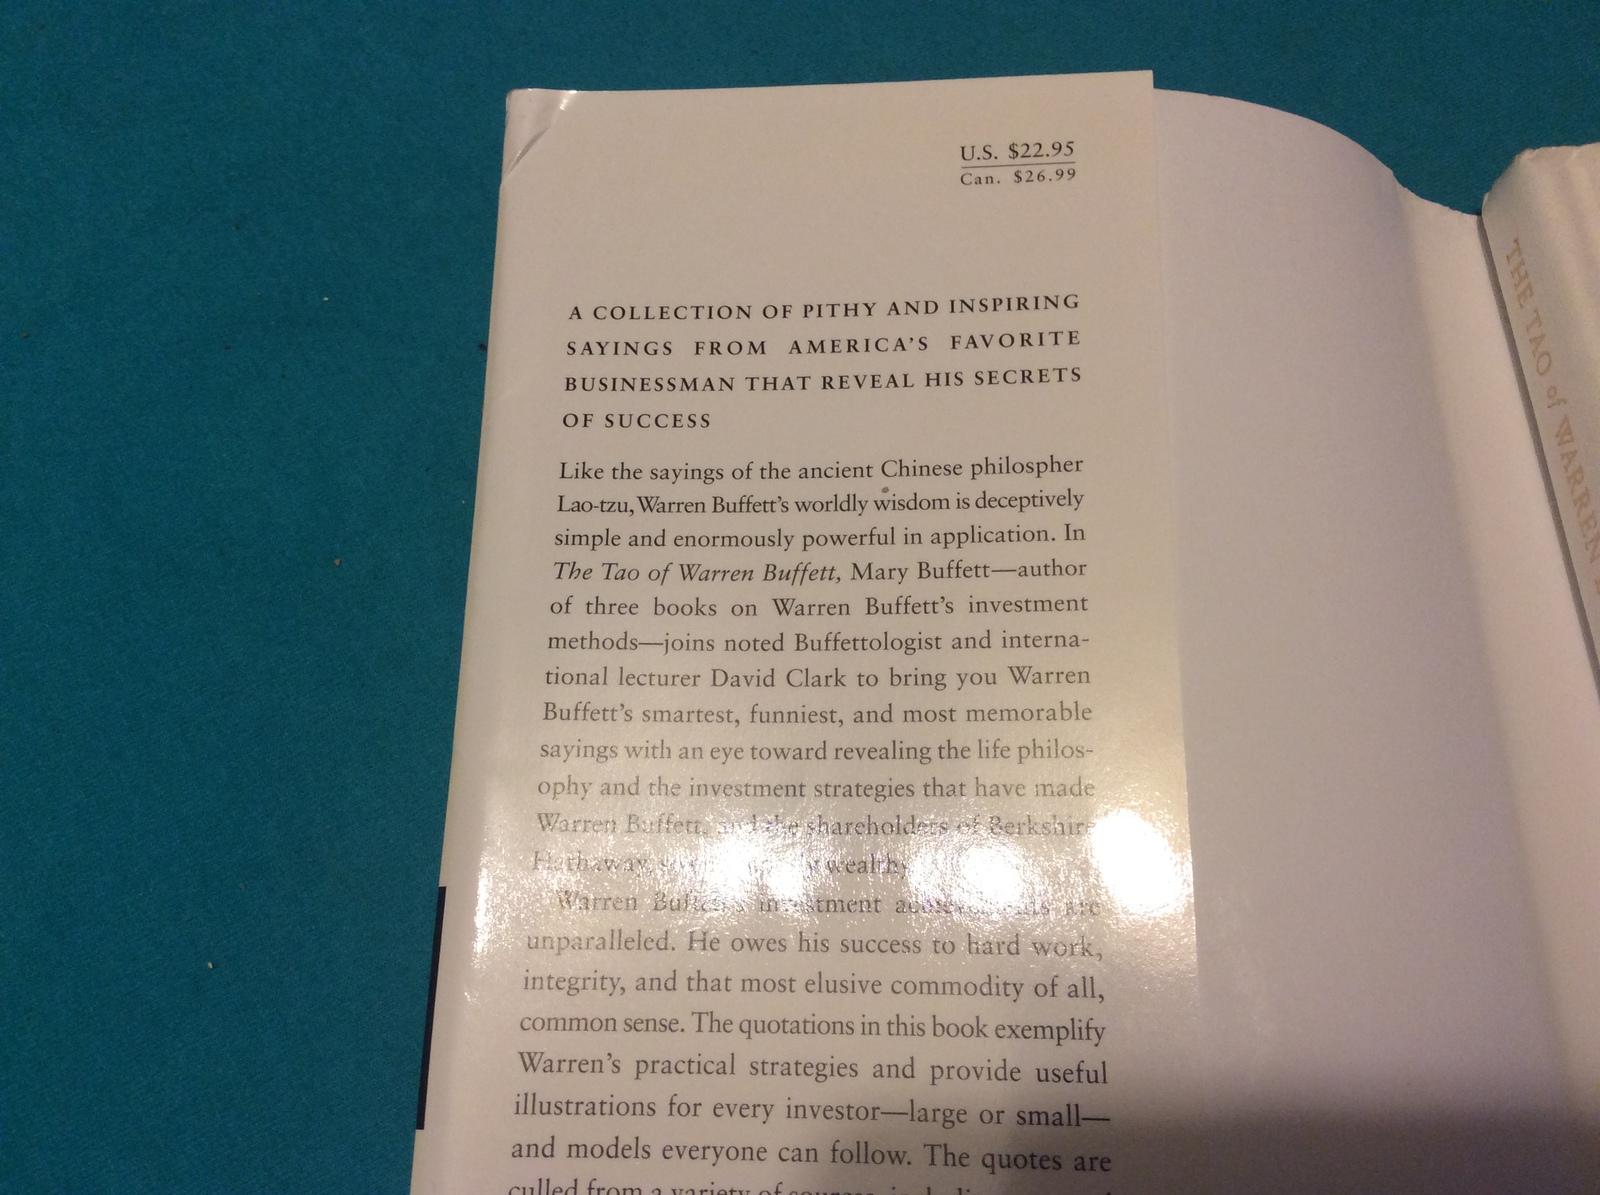 U.S. $22.95
Can. $26.99
A COLLECTION OF PITHY AND INSPIRING
SAYINGS FROM AMERICA'S FAVORITE
BUSINESSMAN THAT REVEAL HIS SECRETS
OF SUCCESS
Like the sayings of the ancient Chinese philospher
Lao-tzu, Warren Buffett's worldly wisdom is deceptively
simple and enormously powerful in application. In
The Tao of Warren Buffett, Mary Buffett—author
of three books on Warren Buffett's investment
methods—joins noted Buffettologist and interna-
tional lecturer David Clark to bring you Warren
Buffett's smartest, funniest, and most memorable
sayings with an eye toward revealing the life philos-
ophy and the investment strategies that have made
Warren Buffett, and the shareholders of Berkshire
Hathaway, wealthy
Warren Buffett's investment achievements are
unparalleled. He owes his success to hard work,
integrity, and that most elusive commodity of all,
common sense. The quotations in this book exemplify
Warren's practical strategies and provide useful
illustrations for every investor—large or small—
and models everyone can follow. The quotes are
culled from a variety of
THE TAO of WARREN